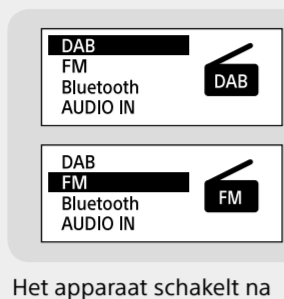 DAB
FM
Bluetooth
AUDIO IN
DAB
DAB
FM
Bluetooth
AUDIO IN
FM
Het apparaat schakelt na